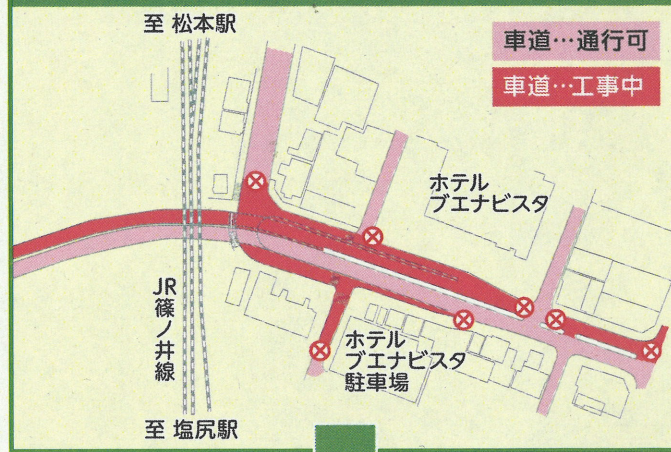 至 松本駅
車道…通行可
車道…工事中
ホテル
ブエナビスタ
JR篠ノ井線
ホテル
ブエナビスタ
駐車場
至 塩尻駅